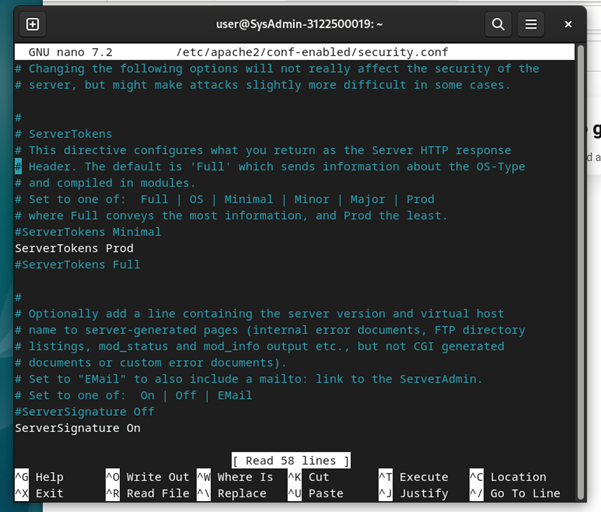 user@SysAdmin-3122500019: ~
GNU nano 7.2 /etc/apache2/conf-enabled/security.conf
# Changing the following options will not really affect the security of the
# server, but might make attacks slightly more difficult in some cases.
#
# ServerTokens
# This directive configures what you return as the Server HTTP response
# Header. The default is 'Full' which sends information about the OS-Type
# and compiled in modules.
# Set to one of:  Full | OS | Minimal | Minor | Major | Prod
# where Full conveys the most information, and Prod the least.
#ServerTokens Minimal
ServerTokens Prod
#ServerTokens Full
#
# Optionally add a line containing the server version and virtual host
# name to server-generated pages (internal error documents, FTP directory
# listings, mod_status and mod_info output etc., but not CGI generated
# documents or custom error documents).
# Set to "EMail" to also include a mailto: link to the ServerAdmin.
# Set to one of:  On | Off | EMail
#ServerSignature Off
ServerSignature On
[ Read 58 lines ]
^G Help ^O Write Out ^W Where Is ^K Cut ^T Execute ^C Location
^X Exit ^R Read File ^\ Replace ^U Paste ^J Justify ^/ Go To Line